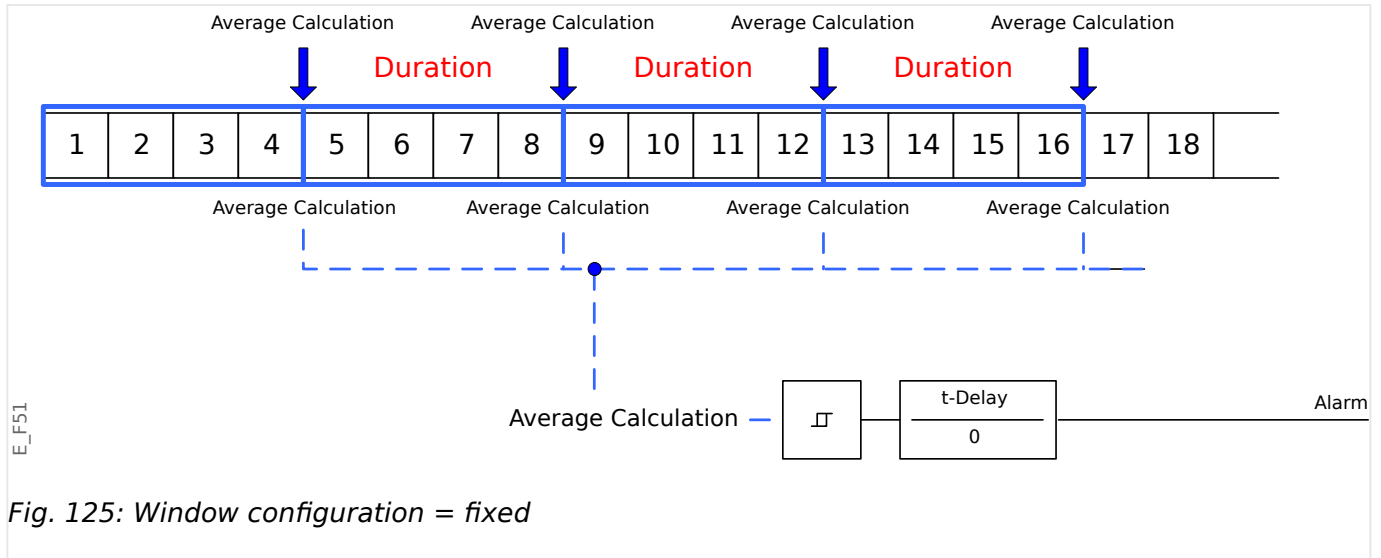 Average Calculation Average Calculation Average Calculation Average Calculation
Duration Duration Duration
1 2 3 4 5 6 7 8 9 10 11 12 13 14 15 16 17 18
Average Calculation Average Calculation Average Calculation Average Calculation
Average Calculation
t-Delay
0
Alarm
E_F51
Fig. 125: Window configuration = fixed